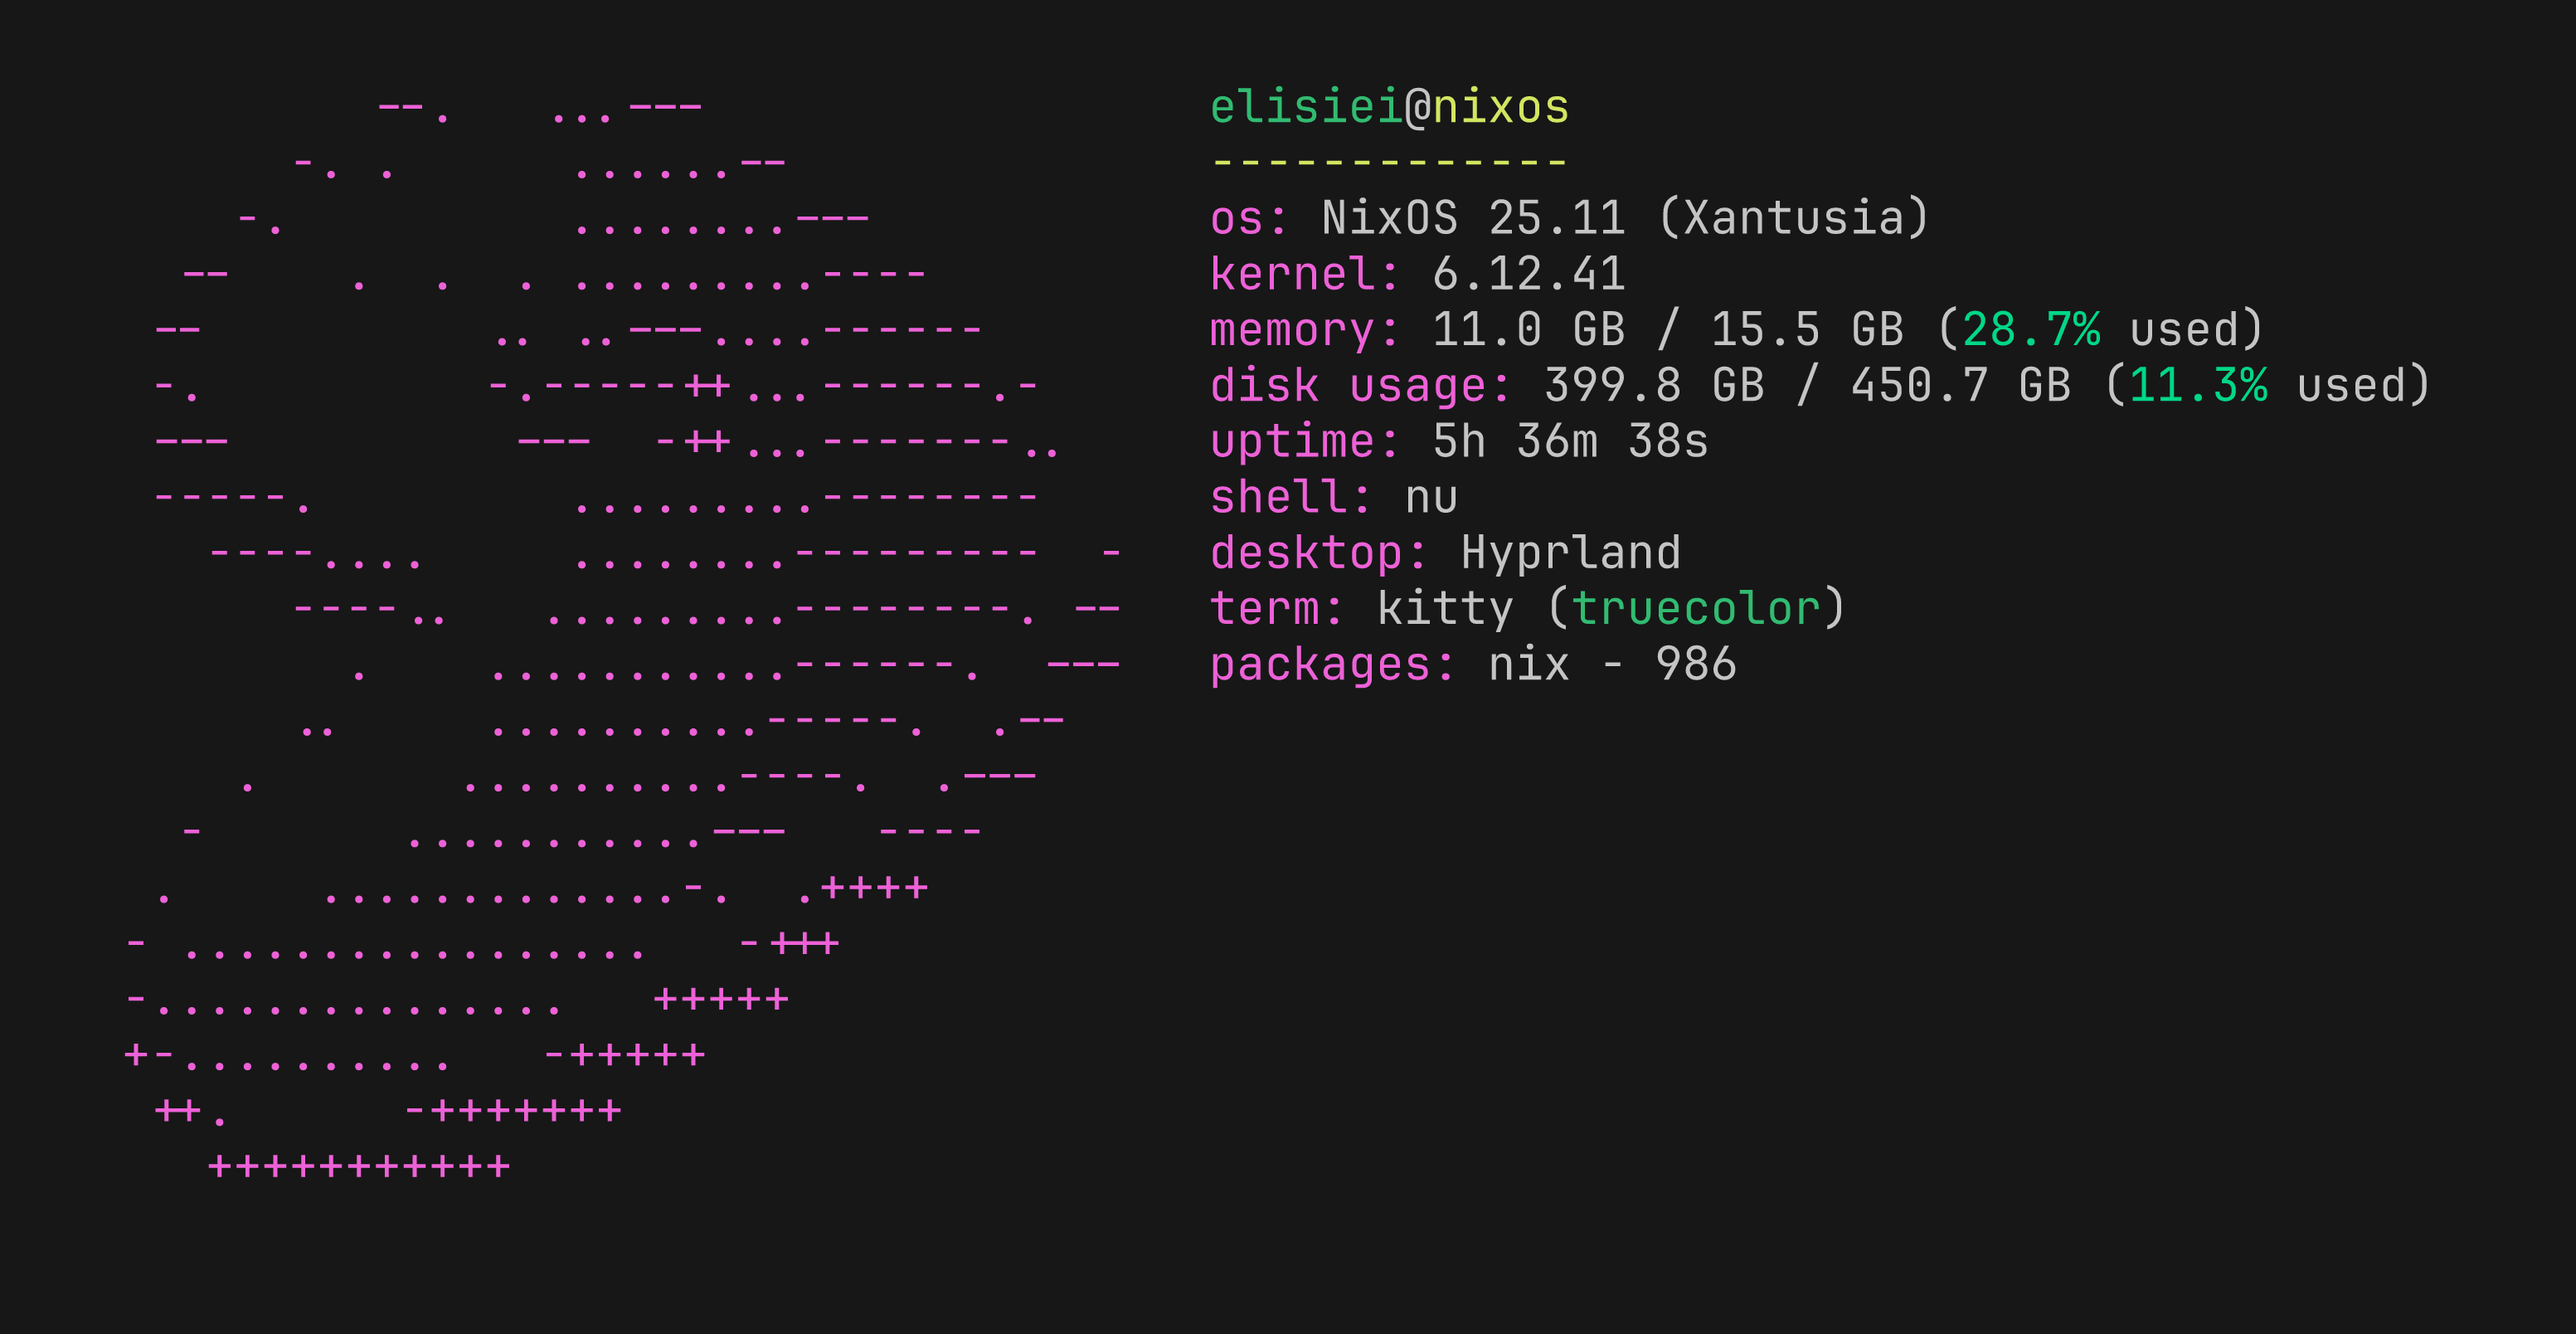 elisiei@nixos
-------------
os: NixOS 25.11 (Xantusia)
kernel: 6.12.41
memory: 11.0 GB / 15.5 GB (28.7% used)
disk usage: 399.8 GB / 450.7 GB (11.3% used)
uptime: 5h 36m 38s
shell: nu
desktop: Hyprland
term: kitty (truecolor)
packages: nix - 986